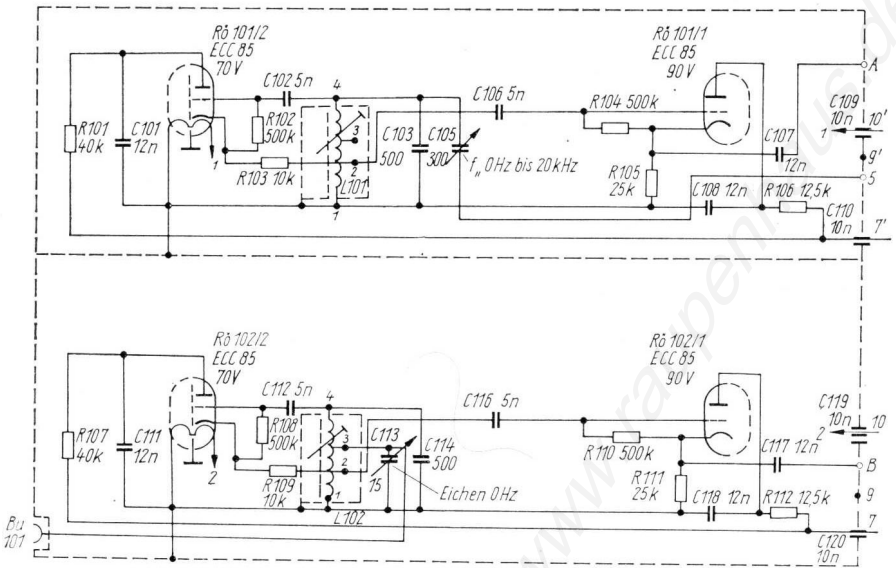 Rö 101/2
ECC 85
70V
C102 5n
4
R102
500k
R101
40k
C101
12n
1
R103 10k
3
2
L101
1
C103
500
C105
300
f„ 0Hz bis 20kHz
C106 5n
Rö 101/1
ECC 85
90V
R104 500k
R105
25k
C107
12n
C108 12n
R106 12,5k
A
C109
10n
10'
1
9'
5
C110
10n
7'
Rö 102/2
ECC 85
70V
C112 5n
4
R108
500k
R107
40k
C111
12n
2
R109
10k
3
2
1
L102
C113
15
C114
500
Eichen 0Hz
C116 5n
Rö 102/1
ECC 85
90V
R110 500k
R111
25k
C117 12n
C118 12n
R112 12,5k
C119
10n
10
2
B
9
7
C120
10n
Bu
101